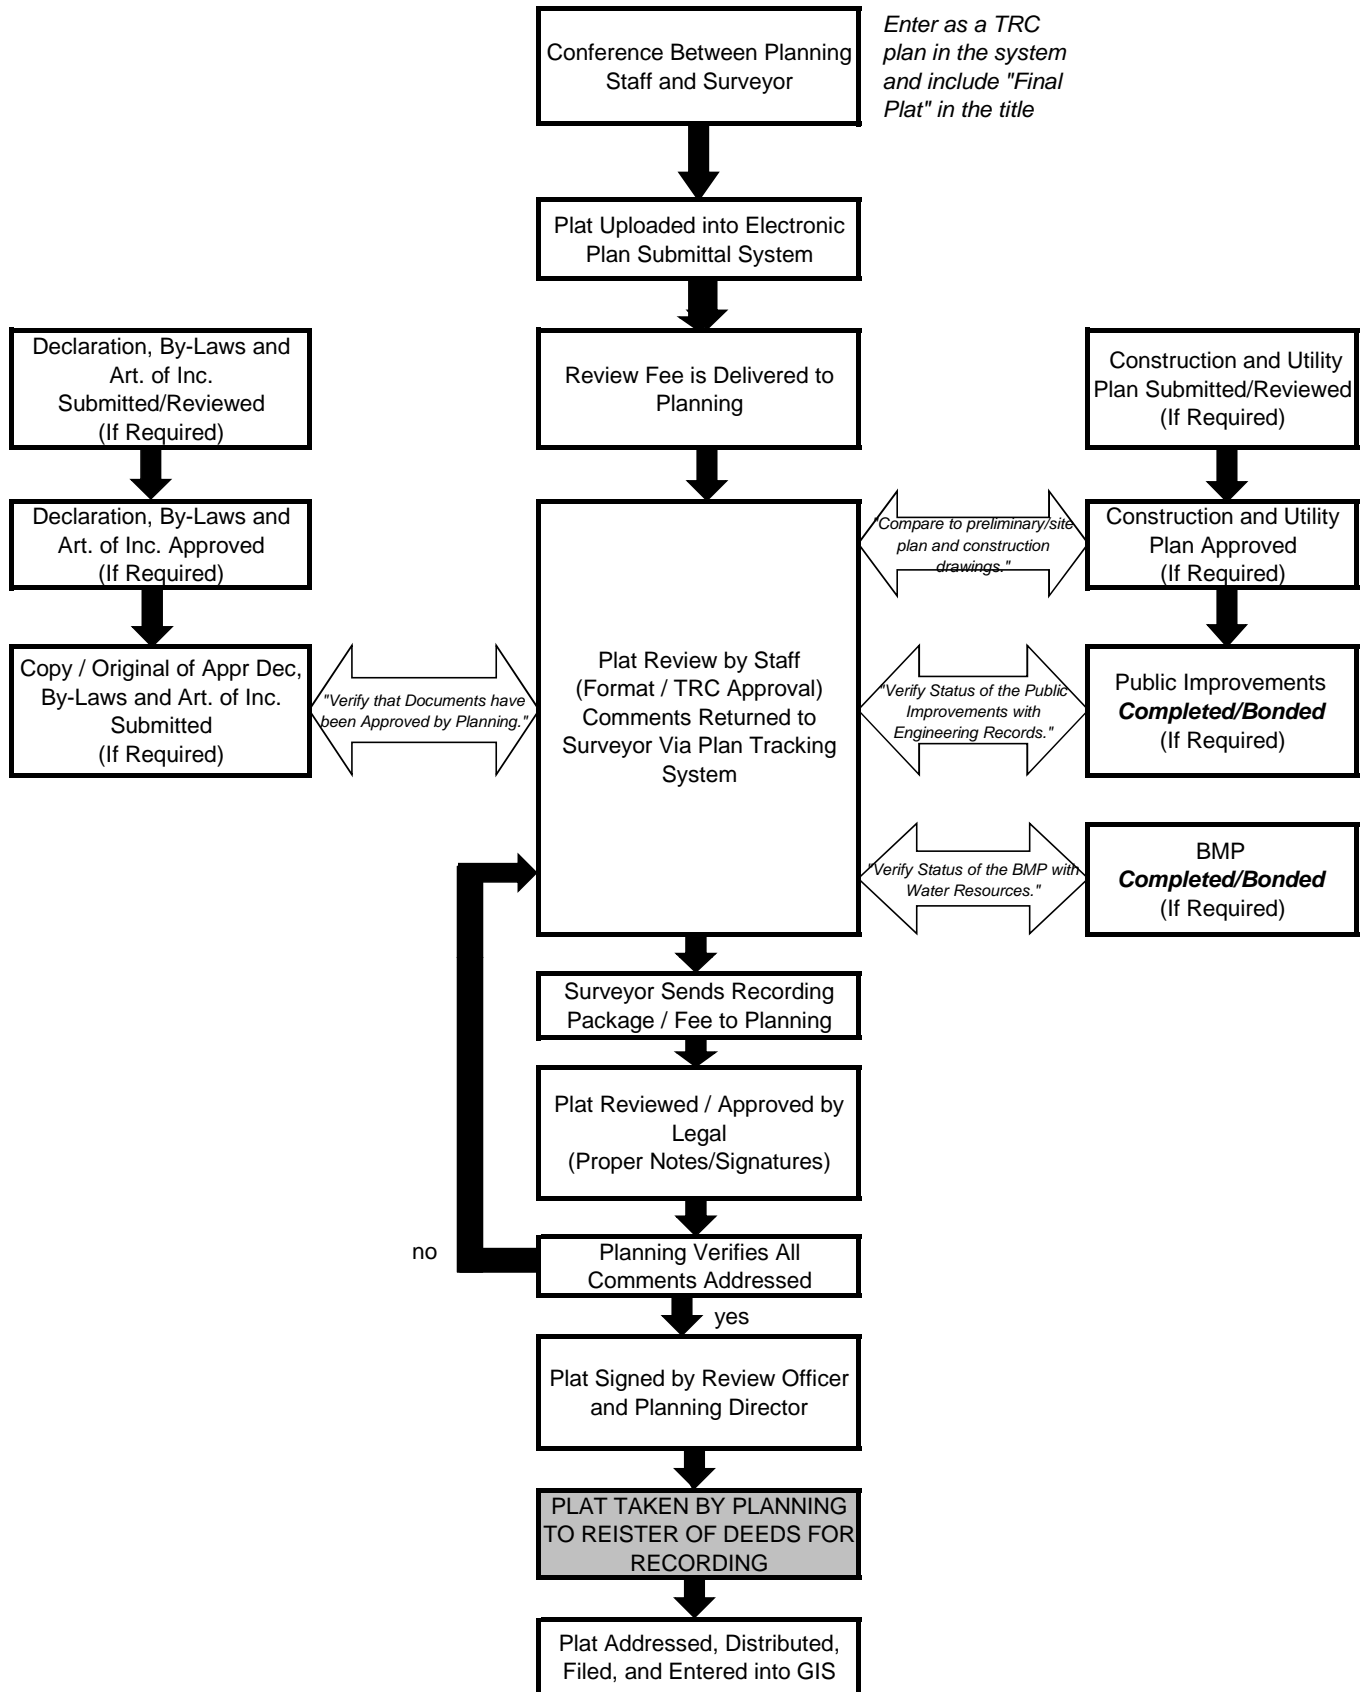 Conference Between Planning
Staff and Surveyor
Enter as a TRC
plan in the system
and include "Final
Plat" in the title
Plat Uploaded into Electronic
Plan Submittal System
Declaration, By-Laws and
Art. of Inc.
Submitted/Reviewed
(If Required)
Review Fee is Delivered to
Planning
Construction and Utility
Plan Submitted/Reviewed
(If Required)
Declaration, By-Laws and
Art. of Inc. Approved
(If Required)
"Compare to preliminary/site
plan and construction
drawings."
Construction and Utility
Plan Approved
(If Required)
Copy / Original of Appr Dec,
By-Laws and Art. of Inc.
Submitted
(If Required)
"Verify that Documents have
been Approved by Planning."
Plat Review by Staff
(Format / TRC Approval)
Comments Returned to
Surveyor Via Plan Tracking
System
"Verify Status of the Public
Improvements with
Engineering Records."
Public Improvements
Completed/Bonded
(If Required)
"Verify Status of the BMP with
Water Resources."
BMP
Completed/Bonded
(If Required)
Surveyor Sends Recording
Package / Fee to Planning
Plat Reviewed / Approved by
Legal
(Proper Notes/Signatures)
no
Planning Verifies All
Comments Addressed
yes
Plat Signed by Review Officer
and Planning Director
PLAT TAKEN BY PLANNING
TO REISTER OF DEEDS FOR
RECORDING
Plat Addressed, Distributed,
Filed, and Entered into GIS